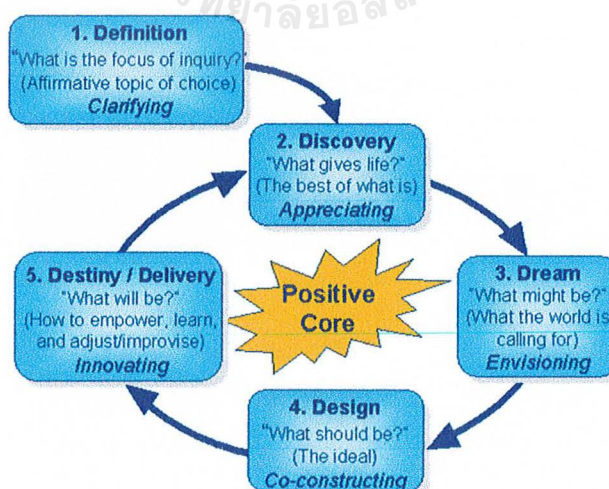 1. Definition
"What is the focus of inquiry?"
(Affirmative topic of choice)
Clarifying
2. Discovery
"What gives life?"
(The best of what is)
Appreciating
3. Dream
"What might be?"
(What the world is
calling for)
Envisioning
4. Design
"What should be?"
(The ideal)
Co-constructing
5. Destiny / Delivery
"What will be?"
(How to empower, learn,
and adjust/improvise)
Innovating
Positive
Core